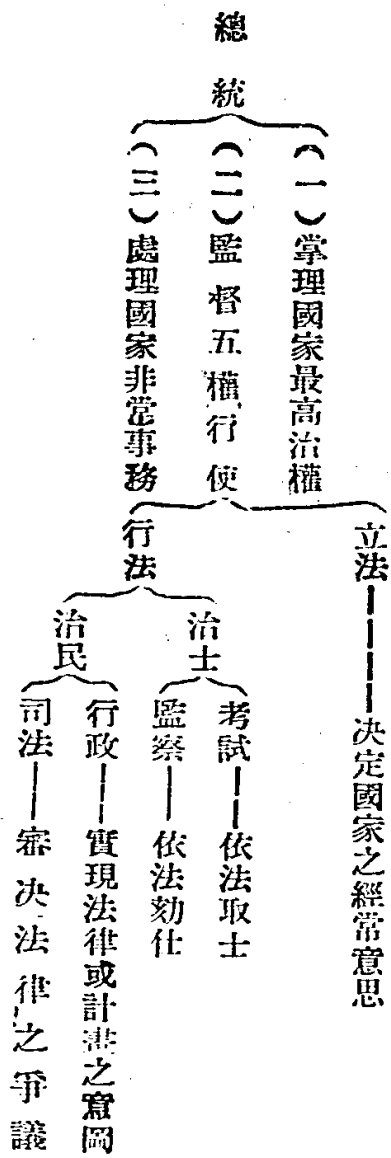 總統
（一）掌理國家最高治權
（二）監督五權行使
（三）處理國家非常事務
立法——決定國家之經常意思
行法
治士
考試——依法取士
監察——依法劾仕
治民
行政——實現法律或計畫之意圖
司法——審决法律之爭議